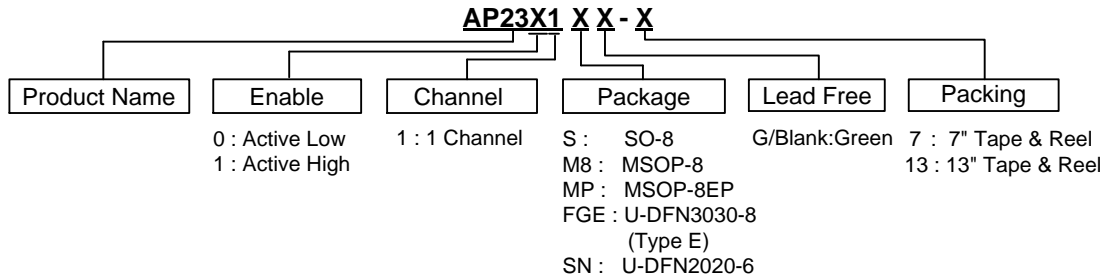 AP23X1 X X - X
Product Name Enable Channel Package Lead Free Packing
0 : Active Low 1 : 1 Channel S : SO-8 G/Blank:Green 7 : 7" Tape & Reel
1 : Active High M8 : MSOP-8 13 : 13" Tape & Reel
MP : MSOP-8EP
FGE : U-DFN3030-8
(Type E)
SN : U-DFN2020-6